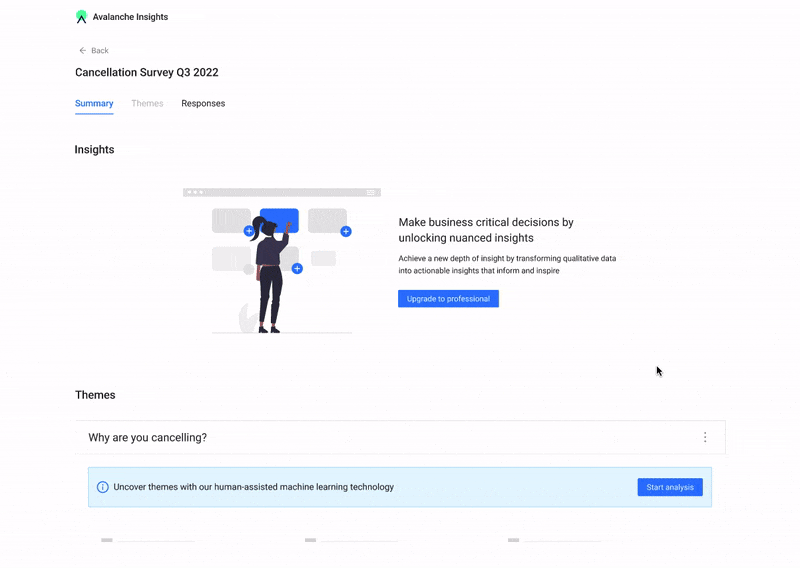 Avalanche Insights
Back
Cancellation Survey Q3 2022
Summary Themes Responses
Insights
Make business critical decisions by
unlocking nuanced insights
Achieve a new depth of insight by transforming qualitative data
into actionable insights that inform and inspire
Upgrade to professional
Themes
Why are you cancelling?
Uncover themes with our human-assisted machine learning technology
Start analysis